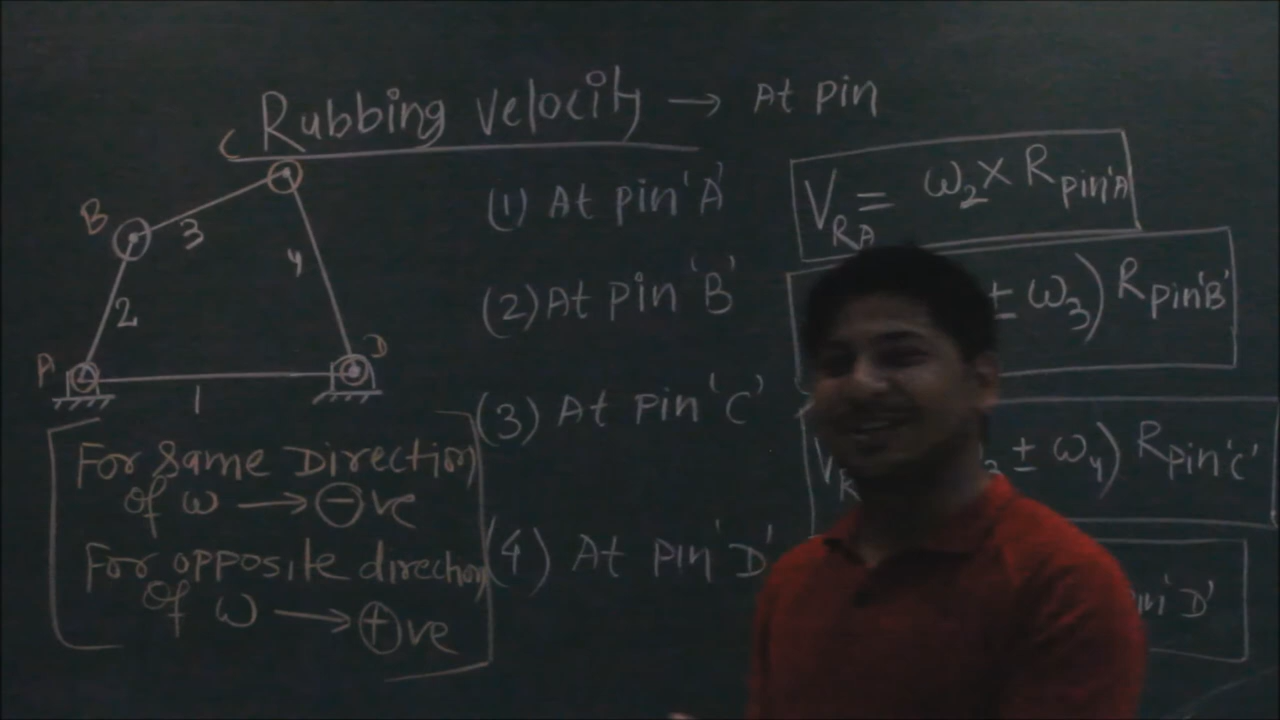 Rubbing velocity → At pin
C
B
3
2
4
A
D
1
(1) At pin 'A'
V_RA = ω₂ × R pin'A'
(2) At pin 'B'
± ω₃) R pin'B'
(3) At pin 'C'
± ω₄) R pin'C'
(4) At pin 'D'
'D'
For same Direction
of ω → ⊖ve
For opposite direction
of ω → ⊕ve